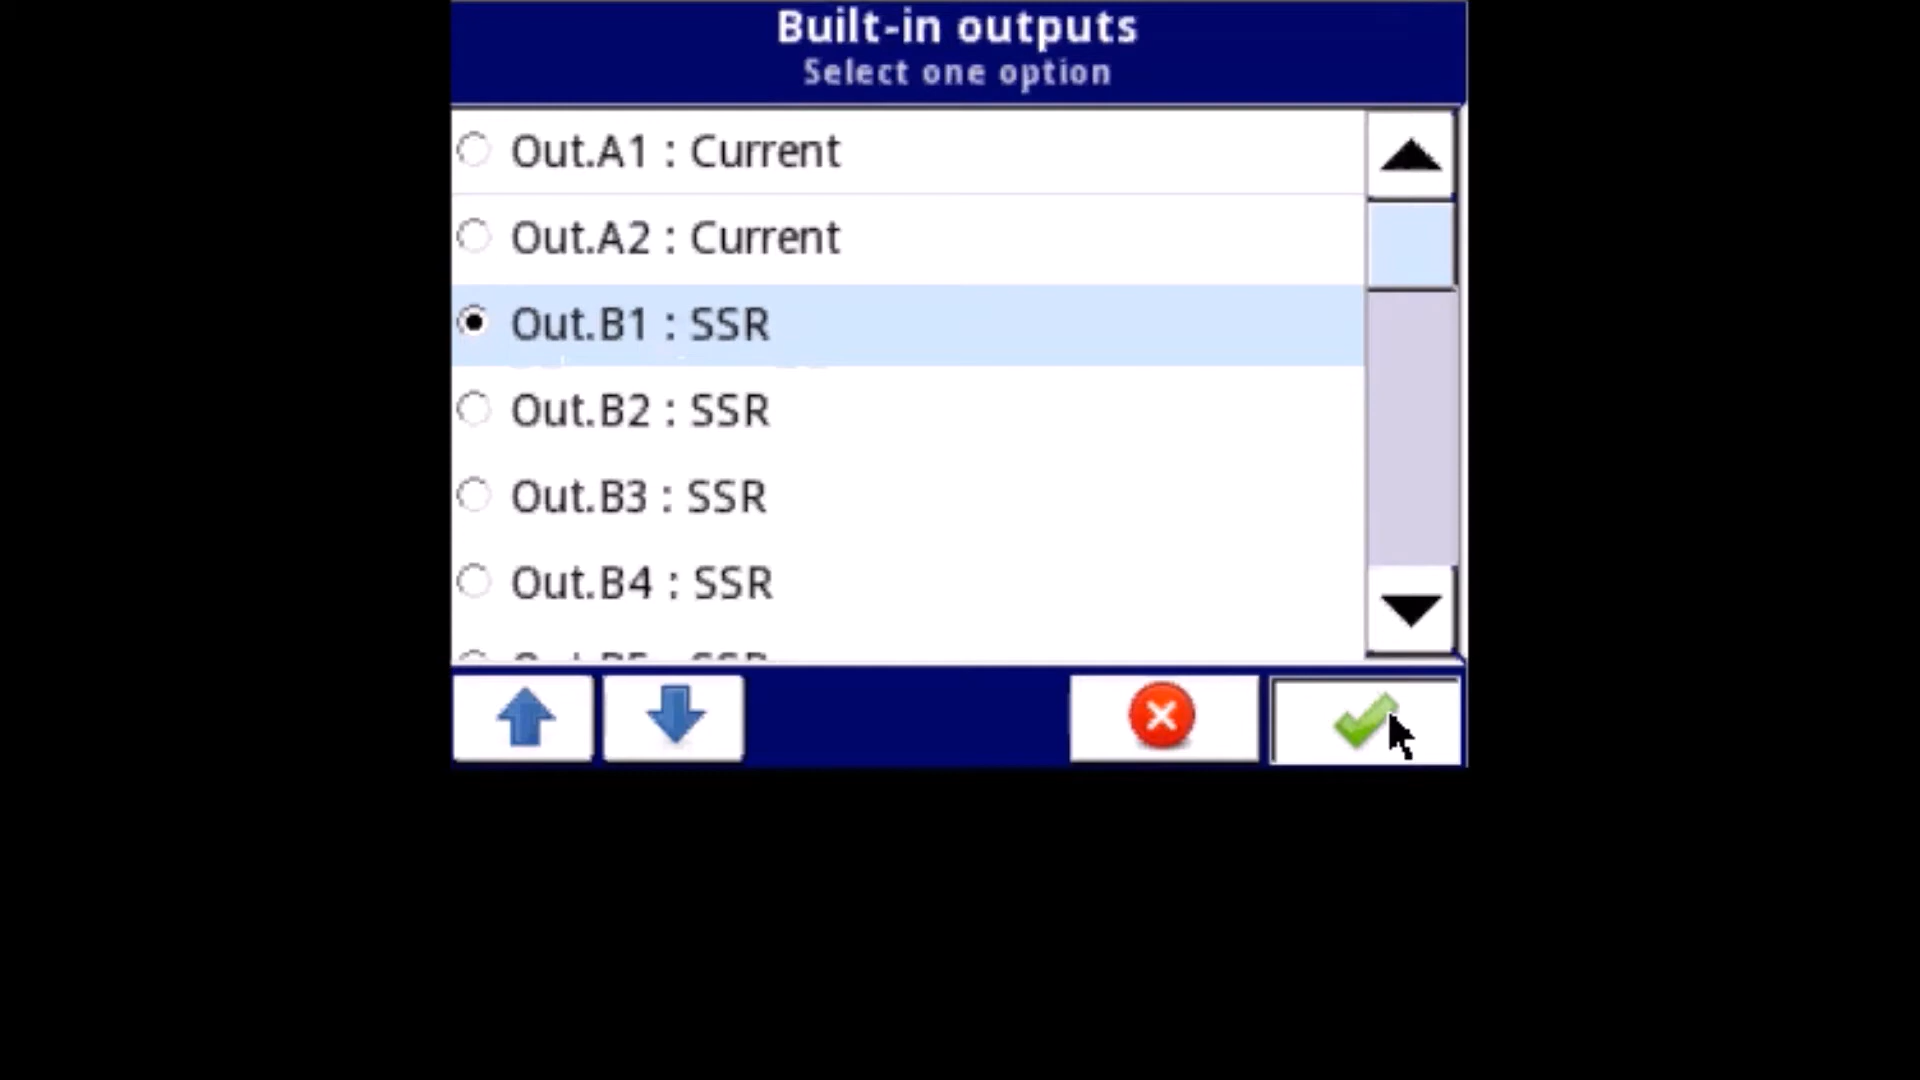 Built-in outputs
Select one option
Out.A1 : Current
Out.A2 : Current
Out.B1 : SSR
Out.B2 : SSR
Out.B3 : SSR
Out.B4 : SSR